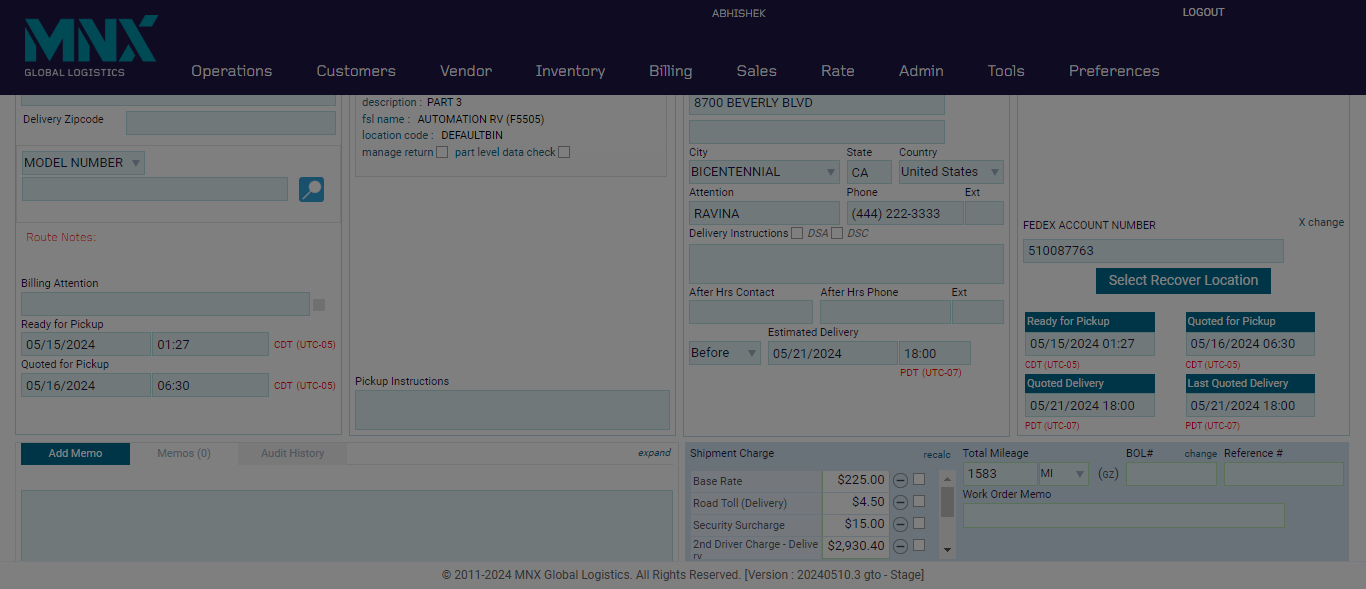 ABHISHEK
LOGOUT
MNX
GLOBAL LOGISTICS
Operations Customers Vendor Inventory Billing Sales Rate Admin Tools Preferences
Delivery Zipcode
MODEL NUMBER
Route Notes:
Billing Attention
Ready for Pickup
05/15/2024 01:27 CDT (UTC-05)
Quoted for Pickup
05/16/2024 06:30 CDT (UTC-05)
description : PART 3
fsl name : AUTOMATION RV (F5505)
location code : DEFAULTBIN
manage return part level data check
Pickup Instructions
8700 BEVERLY BLVD
City State Country
BICENTENNIAL CA United States
Attention Phone Ext
RAVINA (444) 222-3333
Delivery Instructions DSA DSC
After Hrs Contact After Hrs Phone Ext
Estimated Delivery
Before 05/21/2024 18:00
PDT (UTC-07)
X change
FEDEX ACCOUNT NUMBER
510087763
Select Recover Location
Ready for Pickup Quoted for Pickup
05/15/2024 01:27 05/16/2024 06:30
CDT (UTC-05) CDT (UTC-05)
Quoted Delivery Last Quoted Delivery
05/21/2024 18:00 05/21/2024 18:00
PDT (UTC-07) PDT (UTC-07)
Add Memo Memos (0) Audit History expand
Shipment Charge recalc
Base Rate $225.00
Road Toll (Delivery) $4.50
Security Surcharge $15.00
2nd Driver Charge - Delive $2,930.40
ry
Total Mileage BOL# change Reference #
1583 MI (GZ)
Work Order Memo
© 2011-2024 MNX Global Logistics. All Rights Reserved. [Version : 20240510.3 gto - Stage]